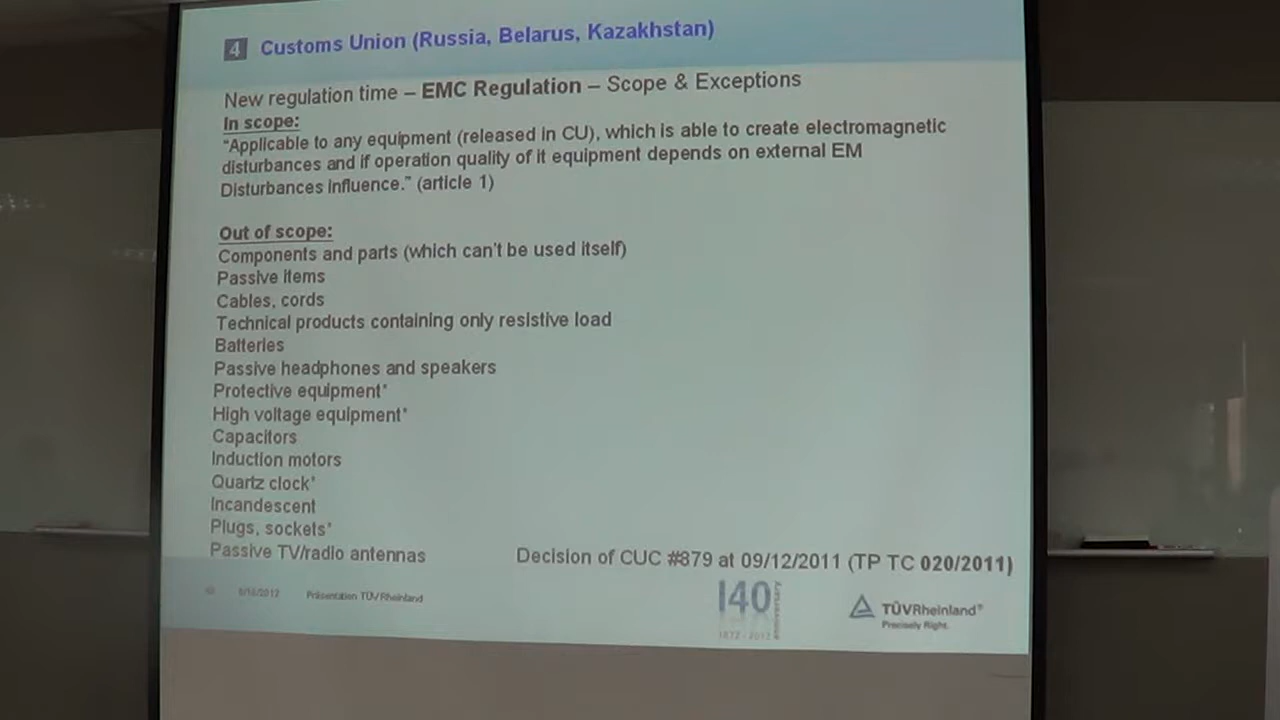 4 Customs Union (Russia, Belarus, Kazakhstan)
New regulation time – EMC Regulation – Scope & Exceptions
In scope:
"Applicable to any equipment (released in CU), which is able to create electromagnetic
disturbances and if operation quality of it equipment depends on external EM
Disturbances Influence." (article 1)
Out of scope:
Components and parts (which can't be used itself)
Passive items
Cables, cords
Technical products containing only resistive load
Batteries
Passive headphones and speakers
Protective equipment*
High voltage equipment*
Capacitors
Induction motors
Quartz clock*
Incandescent
Plugs, sockets*
Passive TV/radio antennas
Decision of CUC #879 at 09/12/2011 (TP TC 020/2011)
Präsentation TÜV Rheinland
140
1872 - 2012
TÜVRheinland®
Precisely Right.